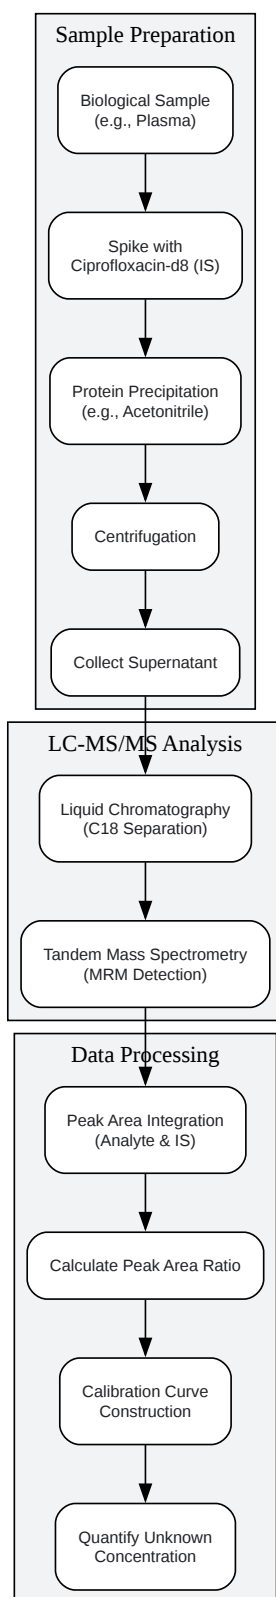 Sample Preparation
Biological Sample
(e.g., Plasma)
Spike with
Ciprofloxacin-d8 (IS)
Protein Precipitation
(e.g., Acetonitrile)
Centrifugation
Collect Supernatant
LC-MS/MS Analysis
Liquid Chromatography
(C18 Separation)
Tandem Mass Spectrometry
(MRM Detection)
Data Processing
Peak Area Integration
(Analyte & IS)
Calculate Peak Area Ratio
Calibration Curve
Construction
Quantify Unknown
Concentration